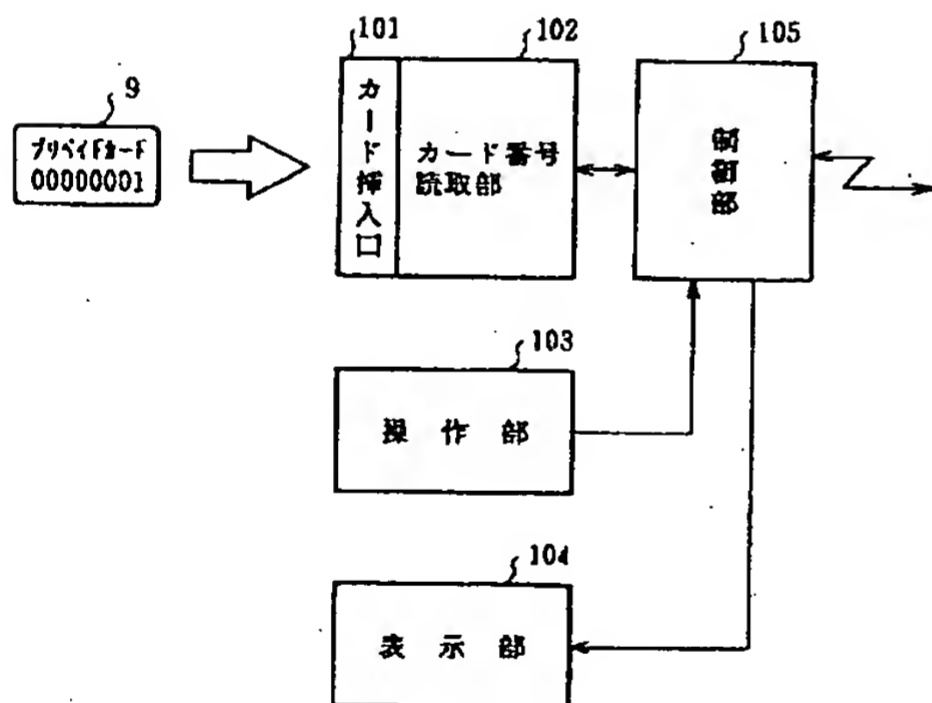 101
102
105
9
カード挿入口
カード番号
読取部
制御部
プリペイドカード
00000001
103
操作部
104
表示部